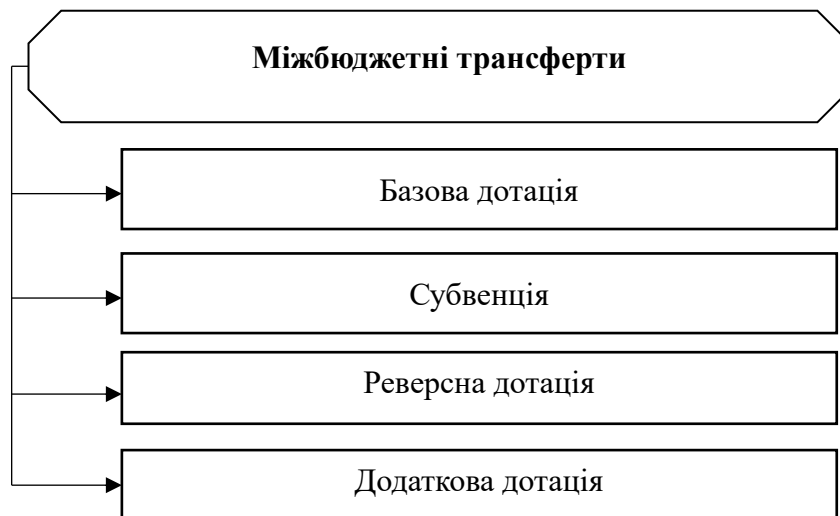 Міжбюджетні трансферти
Базова дотація
Субвенція
Реверсна дотація
Додаткова дотація